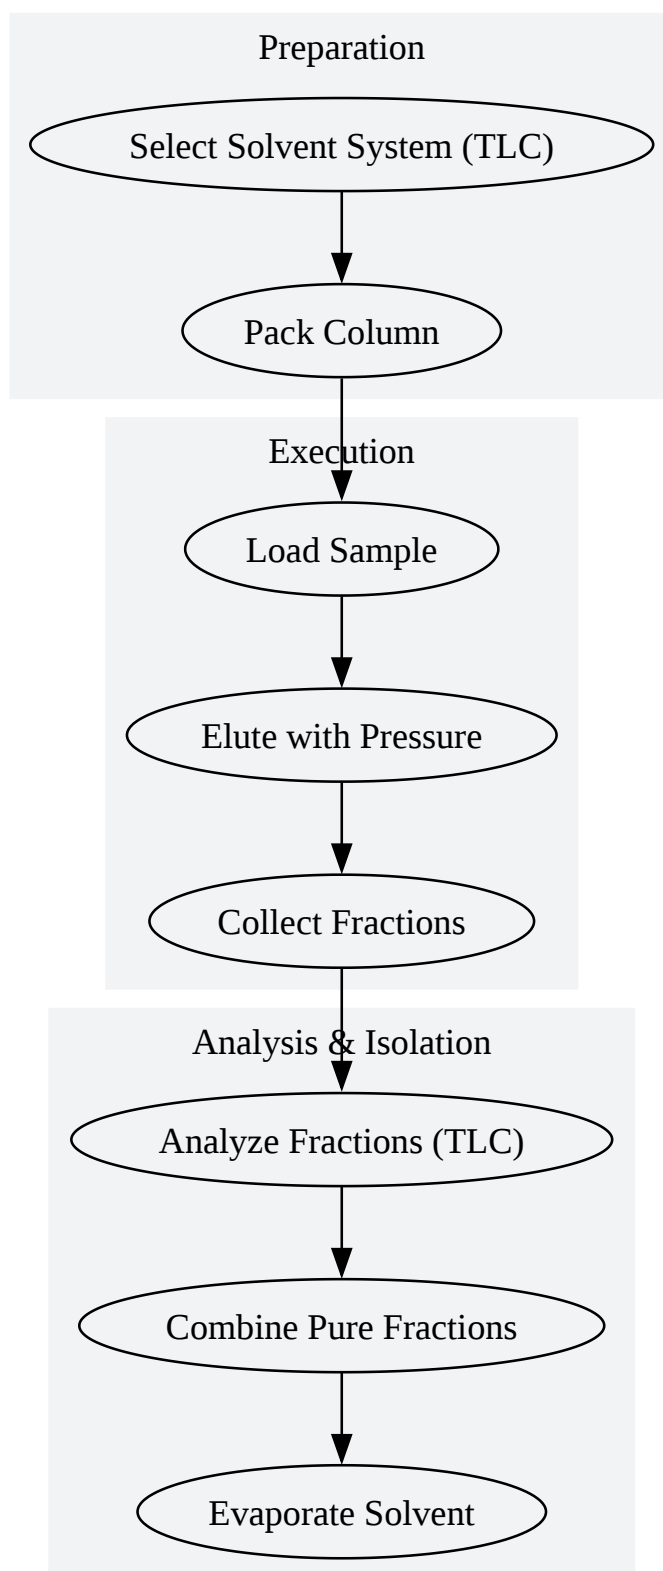 Preparation
Select Solvent System (TLC)
Pack Column
Execution
Load Sample
Elute with Pressure
Collect Fractions
Analysis & Isolation
Analyze Fractions (TLC)
Combine Pure Fractions
Evaporate Solvent